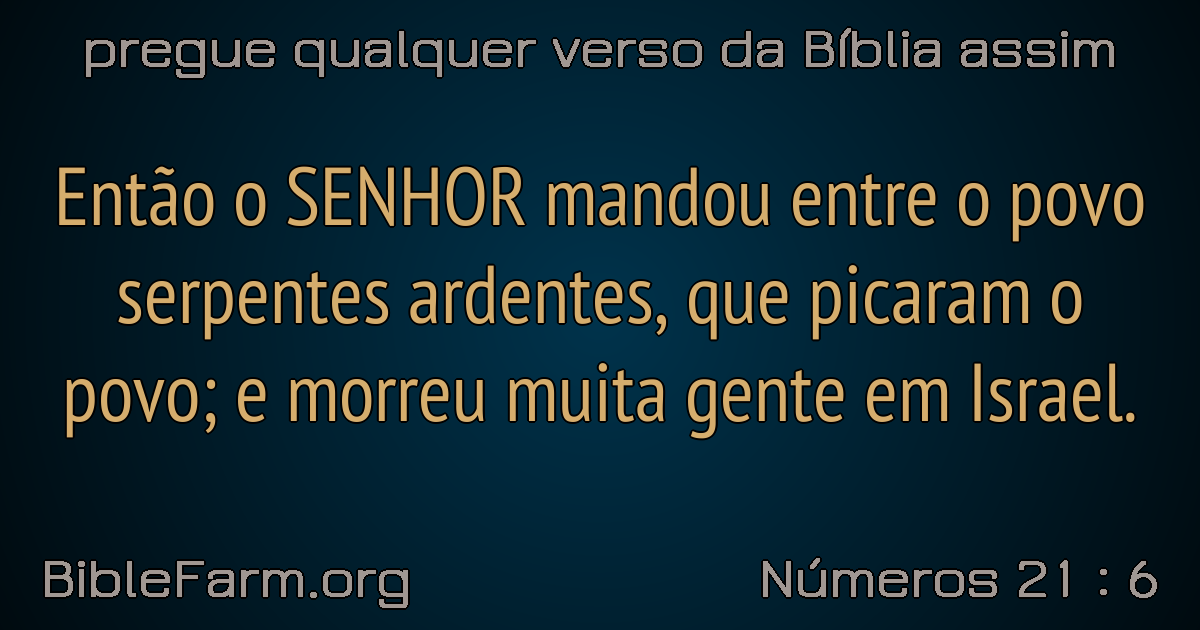 pregue qualquer verso da Bíblia assim
Então o SENHOR mandou entre o povo
serpentes ardentes, que picaram o
povo; e morreu muita gente em Israel.
BibleFarm.org
Números 21 : 6